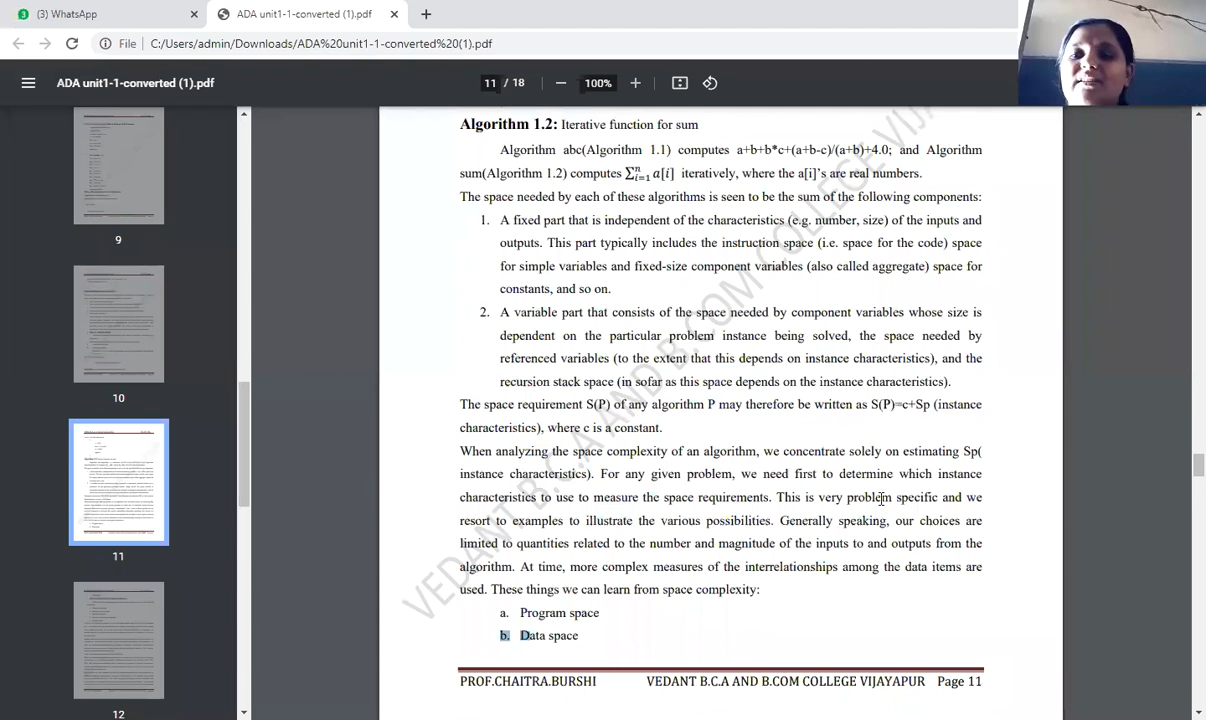 (3) WhatsApp
ADA unit1-1-converted (1).pdf
File C:/Users/admin/Downloads/ADA%20unit1-1-converted%20(1).pdf
ADA unit1-1-converted (1).pdf
11 / 18
100%
9
10
11
12
Algorithm 1.2: Iterative function for sum
Algorithm abc(Algorithm 1.1) computes a+b+b*c+(a+b-c)/(a+b)+4.0; and Algorithm
sum(Algorithm 1.2) computes ∑ⁿᵢ₌₁ a[i] iteratively, where the a[i]'s are real numbers.
The space needed by each of these algorithms is seen to be the sum of the following components:
1. A fixed part that is independent of the characteristics (e.g. number, size) of the inputs and
outputs. This part typically includes the instruction space (i.e. space for the code) space
for simple variables and fixed-size component variables (also called aggregate) space for
constants, and so on.
2. A variable part that consists of the space needed by component variables whose size is
dependent on the particular problem instance being solved, the space needed by
referenced variables (to the extent that this depends on instance characteristics), and the
recursion stack space (in sofar as this space depends on the instance characteristics).
The space requirement S(P) of any algorithm P may therefore be written as S(P)=c+Sp (instance
characteristics), where c is a constant.
When analyzing the space complexity of an algorithm, we concentrate solely on estimating Sp(
instance characteristics). For any given problem, we need first to determine which instance
characteristics to use to measure the space requirements. This is very problem specific and we
resort to examples to illustrate the various possibilities. Generally speaking, our choices are
limited to quantities related to the number and magnitude of the inputs to and outputs from the
algorithm. At time, more complex measures of the interrelationships among the data items are
used. These things we can learn from space complexity:
a. Program space
b. Data space
PROF.CHAITRA.BURSHI VEDANT B.C.A AND B.COM COLLEGE VIJAYAPUR Page 11
VEDANT B.C.A AND B.COM COLLEGE VIJA